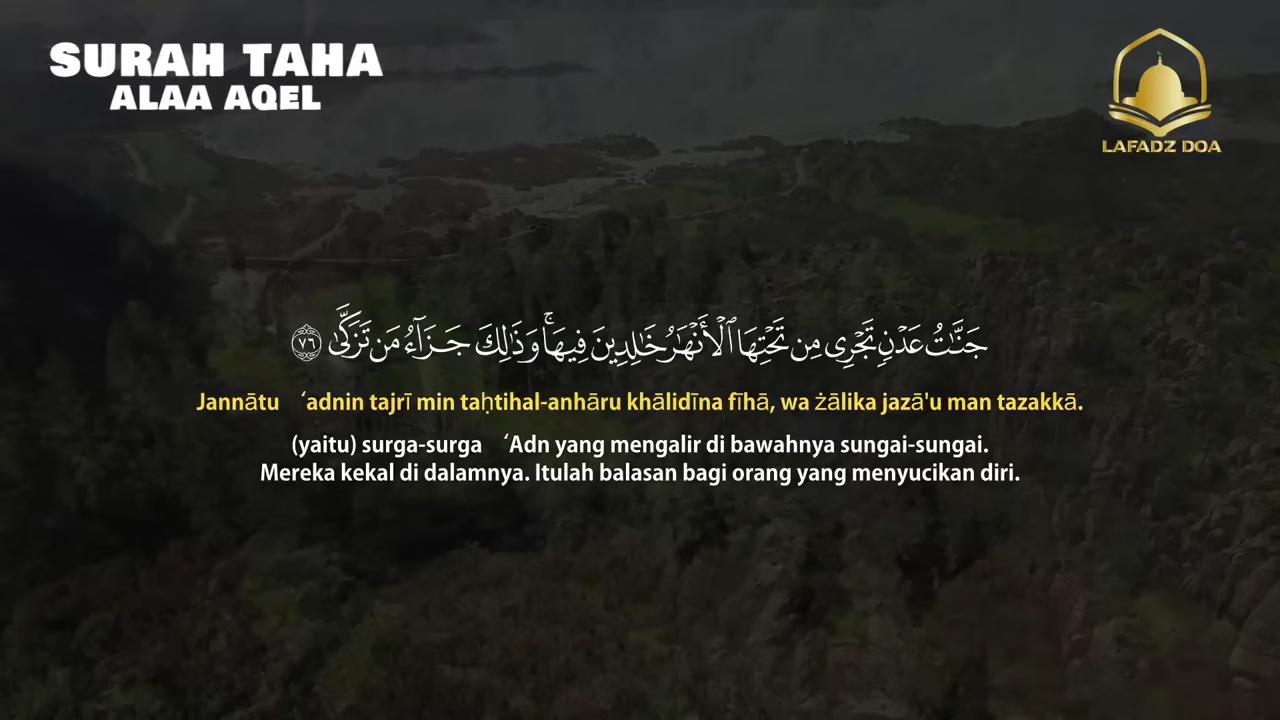 SURAH TAHA
ALAA AQEL
LAFADZ DOA
جَنَّٰتُ عَدْنٍ تَجْرِى مِن تَحْتِهَا ٱلْأَنْهَٰرُ خَٰلِدِينَ فِيهَا ۚ وَذَٰلِكَ جَزَآءُ مَن تَزَكَّىٰ ٧٦
Jannātu ‘adnin tajrī min taḥtihal-anhāru khālidīna fīhā, wa żālika jazā'u man tazakkā.
(yaitu) surga-surga ‘Adn yang mengalir di bawahnya sungai-sungai.
Mereka kekal di dalamnya. Itulah balasan bagi orang yang menyucikan diri.